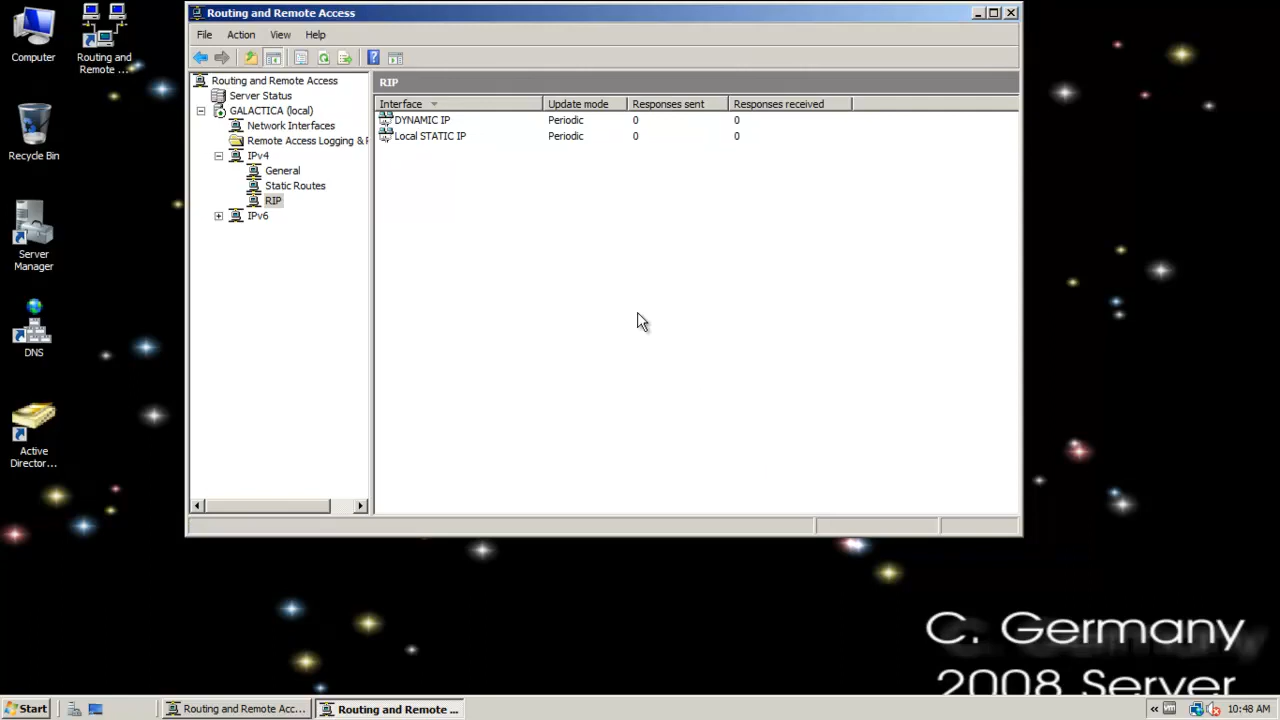 Routing and Remote Access
File Action View Help
Computer
Routing and
Remote ...
Recycle Bin
Server
Manager
DNS
Active
Director...
Routing and Remote Access
Server Status
GALACTICA (local)
Network Interfaces
Remote Access Logging &
IPv4
General
Static Routes
RIP
IPv6
RIP
Interface Update mode Responses sent Responses received
DYNAMIC IP Periodic 0 0
Local STATIC IP Periodic 0 0
C. Germany
2008 Server
Start Routing and Remote Acc... Routing and Remote ... « 10:48 AM